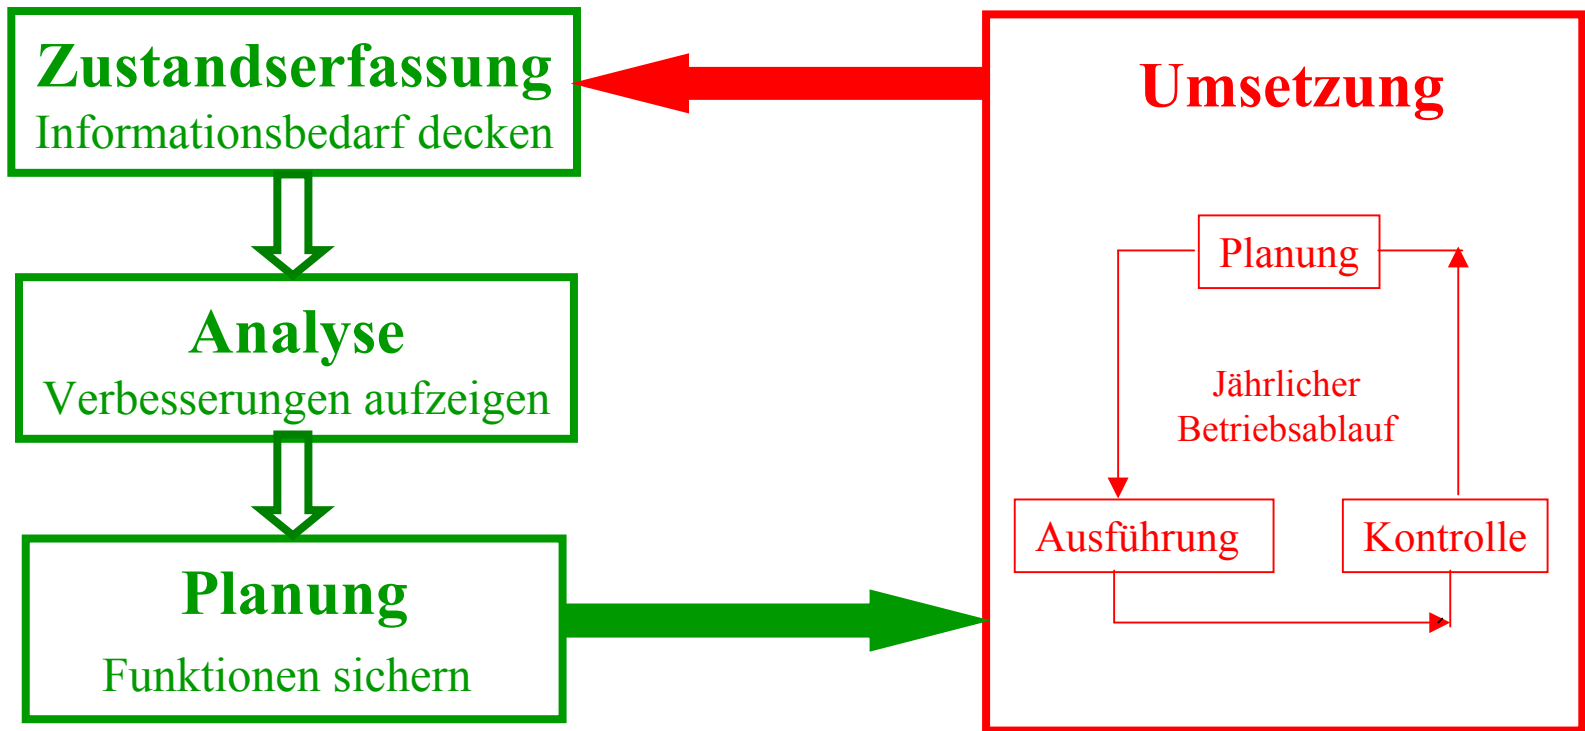 Zustandserfassung
Informationsbedarf decken
Analyse
Verbesserungen aufzeigen
Planung
Funktionen sichern
Umsetzung
Planung
Jährlicher
Betriebsablauf
Ausführung
Kontrolle